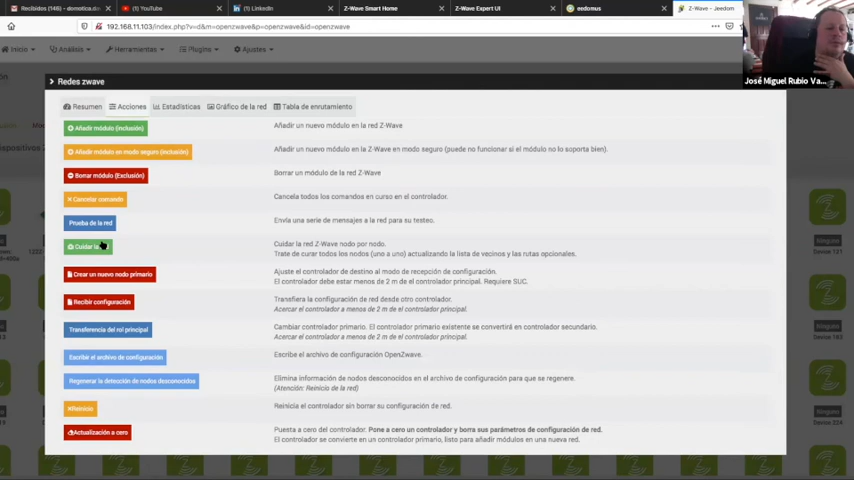 Recibidos (146) - domotica.dm
YouTube
(1) LinkedIn
Z-Wave Smart Home
Z-Wave Expert UI
eedomus
Z-Wave - Jeedom
192.168.11.103/index.php?v=d&m=openzwave&p=openzwave&id=openzwave
Inicio
Análisis
Herramientas
Plugins
Ajustes
José Miguel Rubio Va...
Redes zwave
Resumen
Acciones
Estadísticas
Gráfico de la red
Tabla de enrutamiento
Añadir módulo (inclusión)
Añadir un nuevo módulo en la red Z-Wave
Añadir módulo en modo seguro (inclusión)
Añadir un nuevo módulo en la Z-Wave en modo seguro (puede no funcionar si el módulo no lo soporta bien).
Borrar módulo (Exclusión)
Borrar un módulo de la red Z-Wave
Cancelar comando
Cancela todos los comandos en curso en el controlador.
Prueba de la red
Envía una serie de mensajes a la red para su testeo.
Cuidar la
Cuidar la red Z-Wave nodo por nodo.
Trate de curar todos los nodos (uno a uno) actualizando la lista de vecinos y las rutas opcionales.
Crear un nuevo nodo primario
Ajuste el controlador de destino al modo de recepción de configuración.
El controlador debe estar menos de 2 m del controlador principal. Requiere SUC.
Recibir configuración
Transfiera la configuración de red desde otro controlador.
Acercar el controlador a menos de 2 m de el controlador principal.
Transferencia del rol principal
Cambiar controlador primario. El controlador primario existente se convertirá en controlador secundario.
Acercar el controlador a menos de 2 m de el controlador principal.
Escribir el archivo de configuración
Escribe el archivo de configuración OpenZwave.
Regenerar la detección de nodos desconocidos
Elimina información de nodos desconocidos en el archivo de configuración para que se regenere.
(Atención: Reinicio de la red)
Reinicio
Reinicia el controlador sin borrar su configuración de red.
Actualización a cero
Puesta a cero del controlador. Pone a cero un controlador y borra sus parámetros de configuración de red.
El controlador se convierte en un controlador primario, listo para añadir módulos en una nueva red.
Ninguno
Device 121
Ninguno
Device 165
Ninguno
Device 224